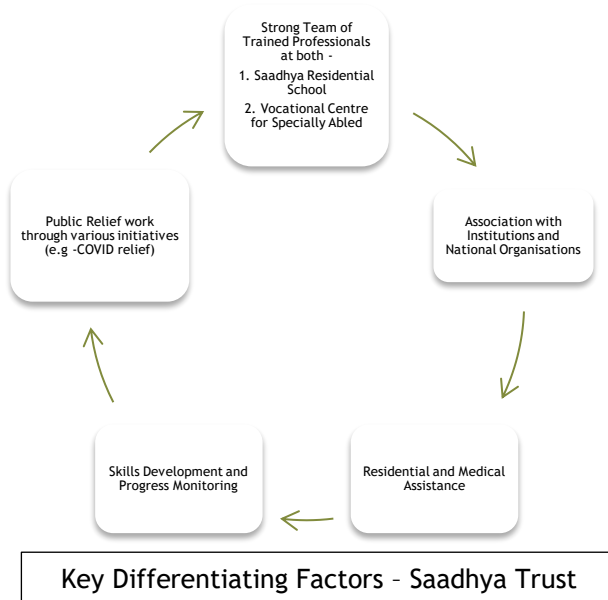 Strong Team of
Trained Professionals
at both -
1. Saadhya Residential
School
2. Vocational Centre
for Specially Abled
Association with
Institutions and
National Organisations
Residential and Medical
Assistance
Skills Development and
Progress Monitoring
Public Relief work
through various initiatives
(e.g -COVID relief)
Key Differentiating Factors - Saadhya Trust